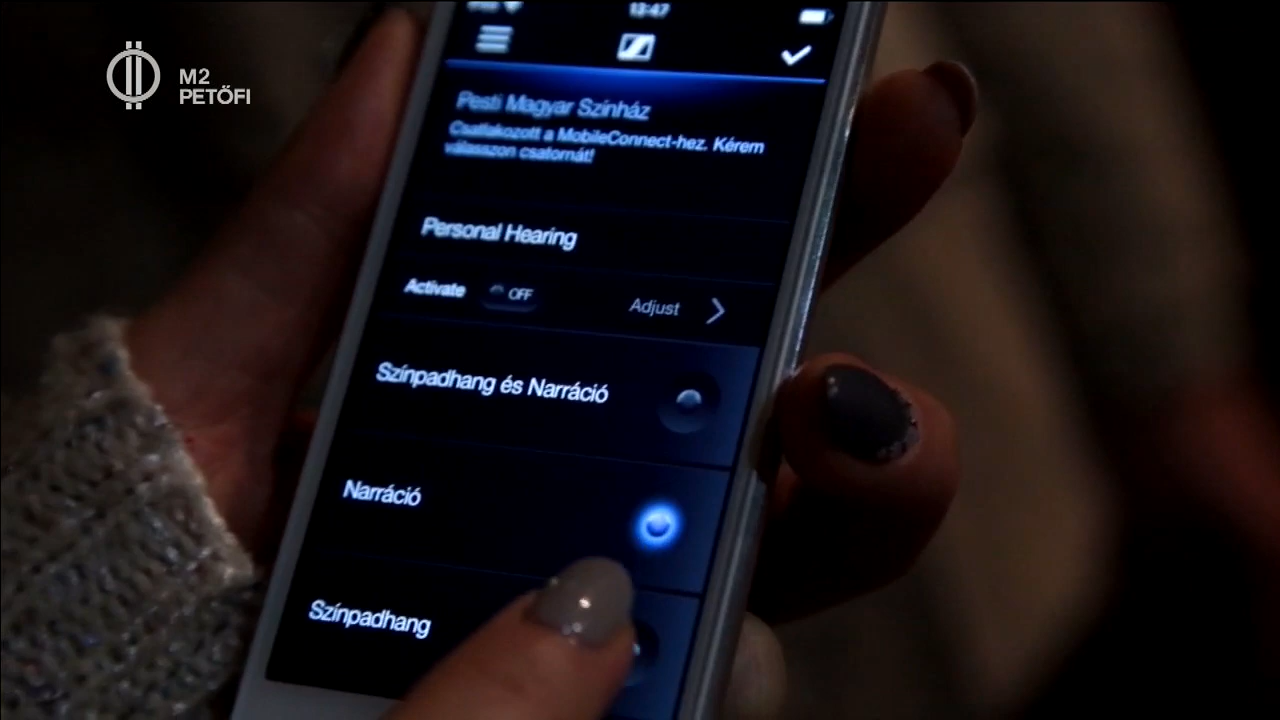 13:47
M2
PETŐFI
Pesti Magyar Színház
Csatlakozott a MobileConnect-hez. Kérem
válasszon csatornát!
Personal Hearing
Activate OFF Adjust
Színpadhang és Narráció
Narráció
Színpadhang